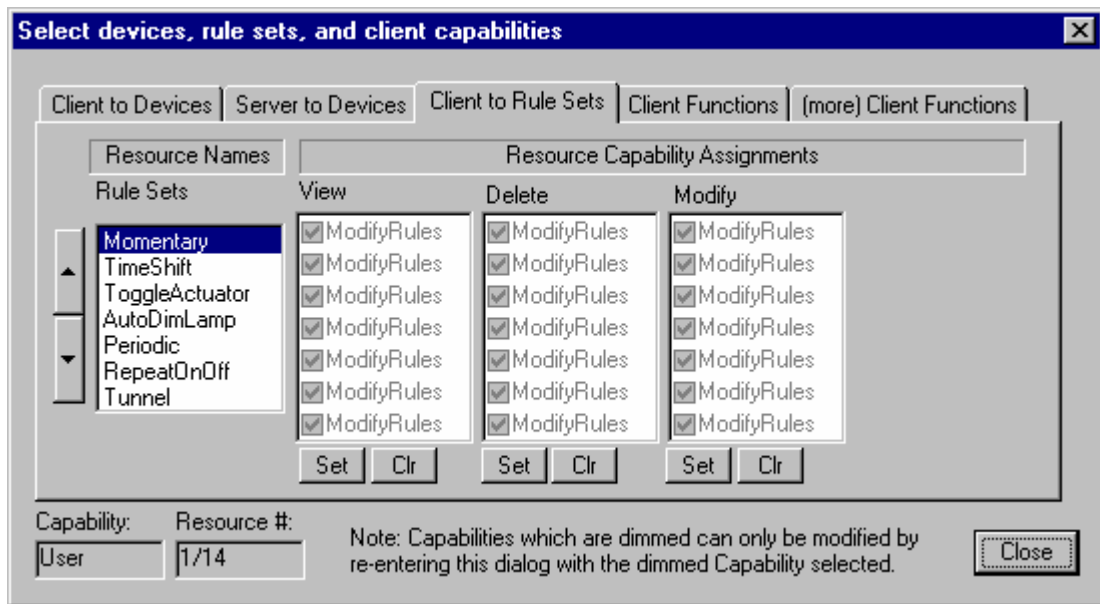 Select devices, rule sets, and client capabilities
Client to Devices Server to Devices Client to Rule Sets Client Functions (more) Client Functions
Resource Names Resource Capability Assignments
Rule Sets View Delete Modify
Momentary ModifyRules ModifyRules ModifyRules
TimeShift ModifyRules ModifyRules ModifyRules
ToggleActuator ModifyRules ModifyRules ModifyRules
AutoDimLamp ModifyRules ModifyRules ModifyRules
Periodic ModifyRules ModifyRules ModifyRules
RepeatOnOff ModifyRules ModifyRules ModifyRules
Tunnel ModifyRules ModifyRules ModifyRules
Set Clr Set Clr Set Clr
Capability: Resource #:
User 1/14
Note: Capabilities which are dimmed can only be modified by
re-entering this dialog with the dimmed Capability selected.
Close